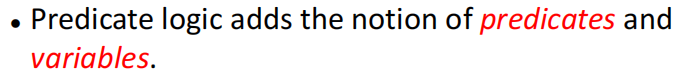 • Predicate logic adds the notion of predicates and
variables.